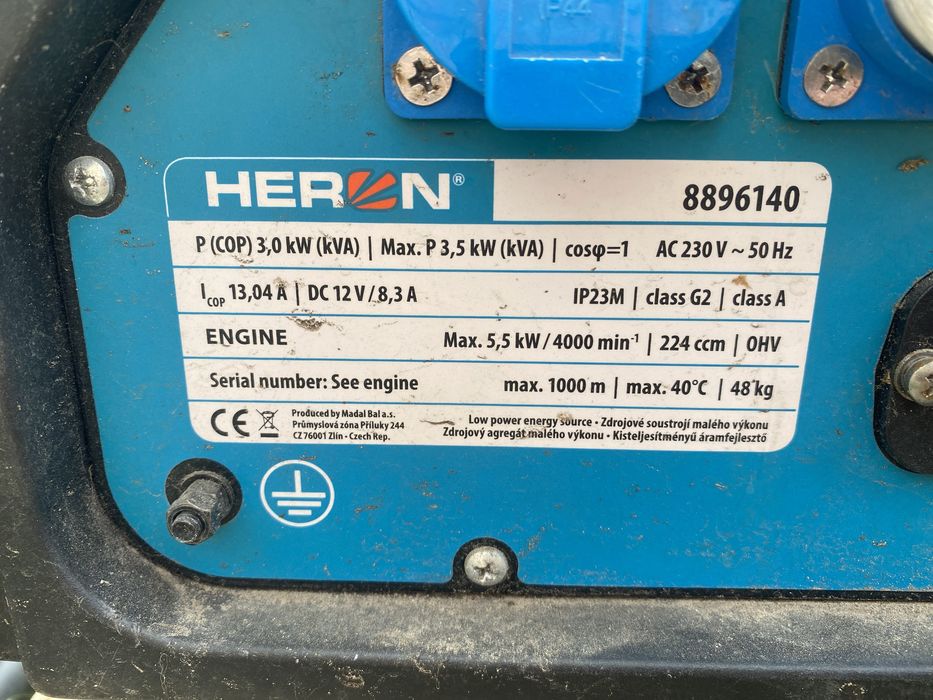 IP44
HERON®
8896140
P (COP) 3,0 kW (kVA) | Max. P 3,5 kW (kVA) | cosφ=1 AC 230 V ~ 50 Hz
I COP 13,04 A | DC 12 V / 8,3 A IP23M | class G2 | class A
ENGINE Max. 5,5 kW / 4000 min⁻¹ | 224 ccm | OHV
Serial number: See engine max. 1000 m | max. 40°C | 48 kg
CE
Produced by Madal Bal a.s.
Průmyslová zóna Příluky 244
CZ 76001 Zlín • Czech Rep.
Low power energy source • Zdrojové soustrojí malého výkonu
Zdrojový agregát malého výkonu • Kisteljesítményű áramfejlesztő